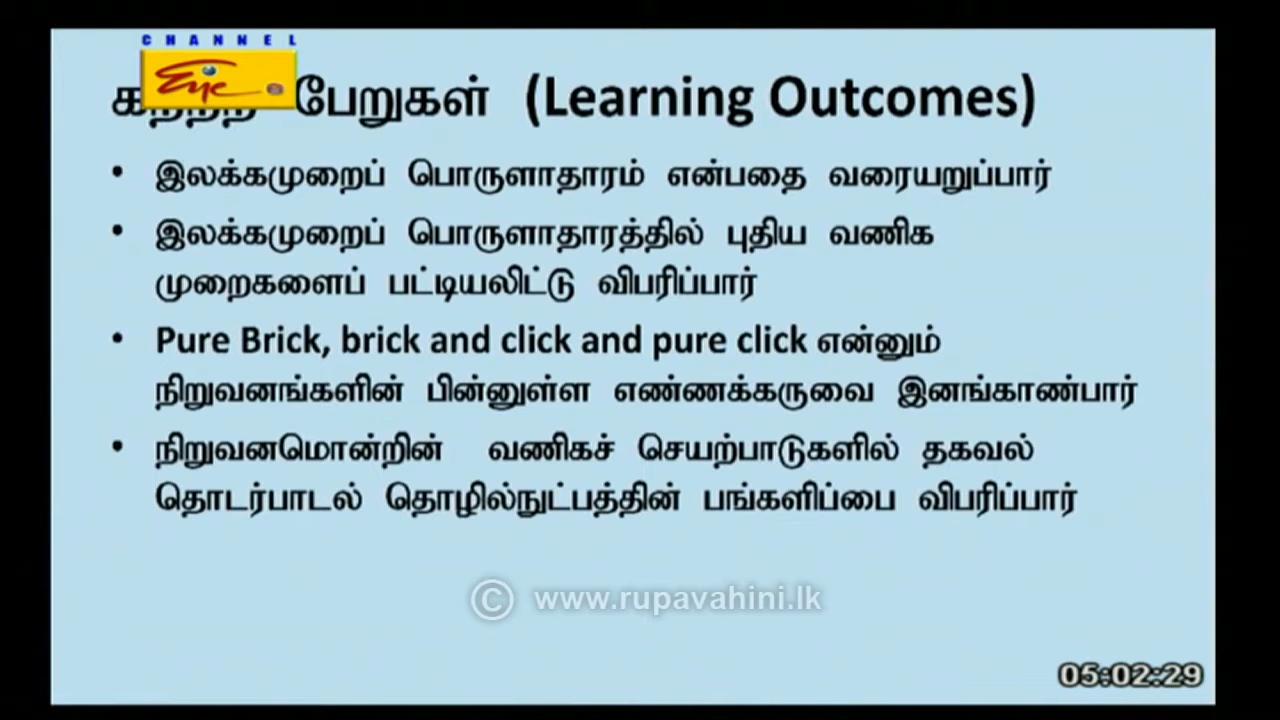 CHANNEL
Eye
பேறுகள் (Learning Outcomes)
• இலக்கமுறைப் பொருளாதாரம் என்பதை வரையறுப்பார்
• இலக்கமுறைப் பொருளாதாரத்தில் புதிய வணிக
முறைகளைப் பட்டியலிட்டு விபரிப்பார்
• Pure Brick, brick and click and pure click என்னும்
நிறுவனங்களின் பின்னுள்ள எண்ணக்கருவை இனங்காண்பார்
• நிறுவனமொன்றின் வணிகச் செயற்பாடுகளில் தகவல்
தொடர்பாடல் தொழில்நுட்பத்தின் பங்களிப்பை விபரிப்பார்
© www.rupavahini.lk
05:02:29